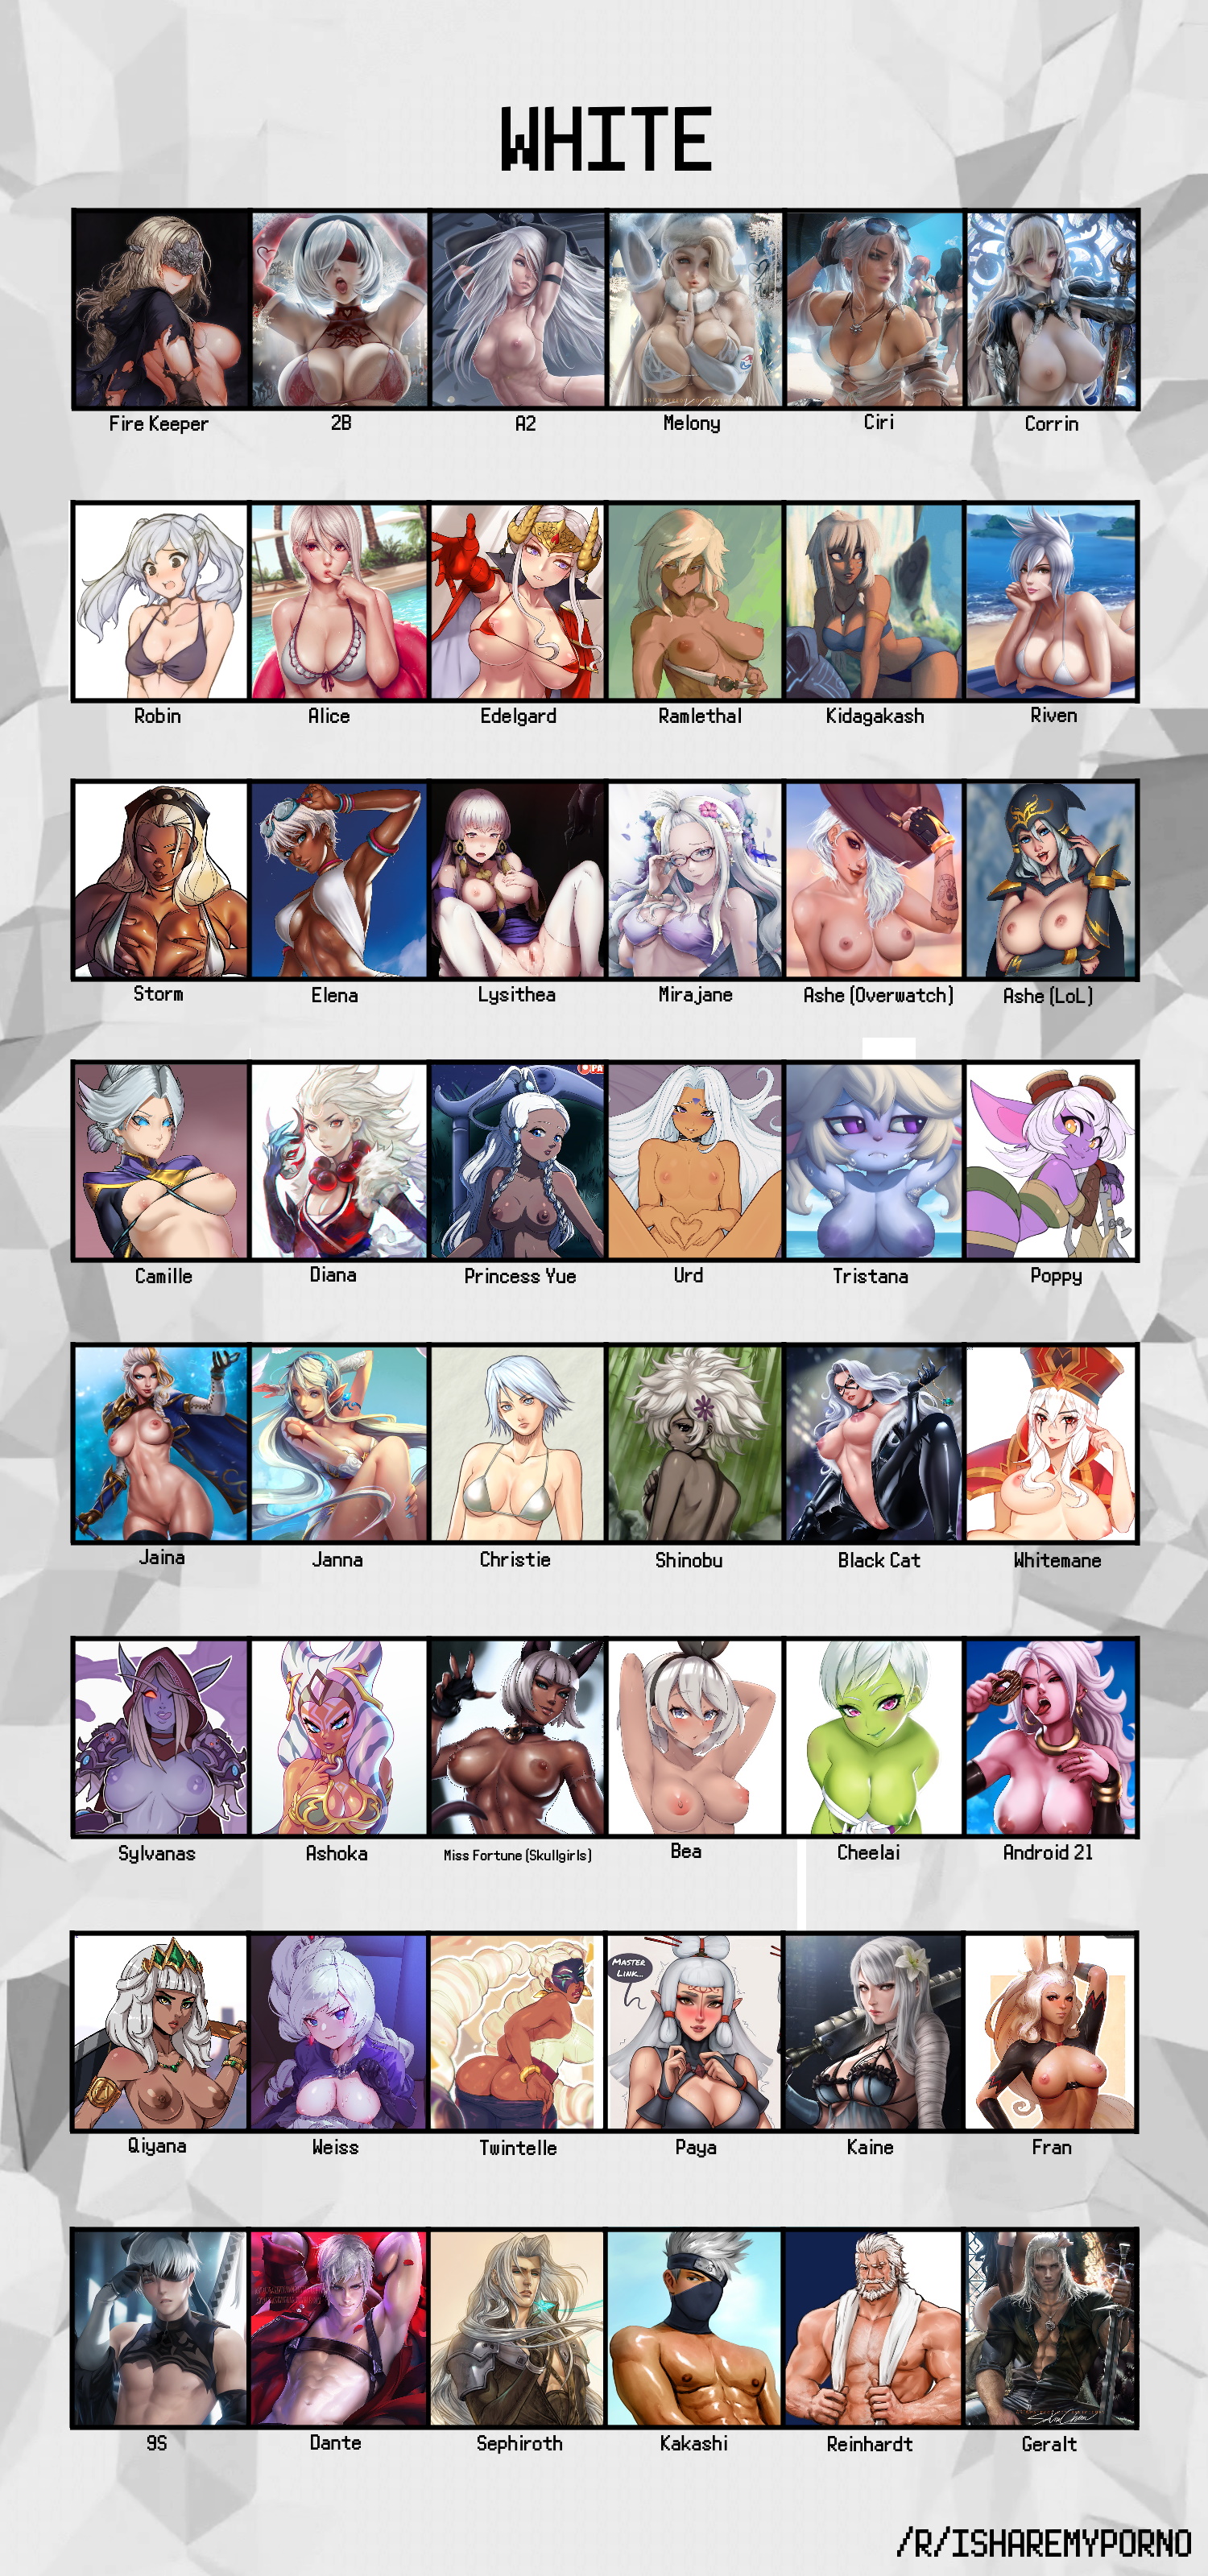 WHITE
Fire Keeper
2B
A2
Melony
Ciri
Corrin
Robin
Alice
Edelgard
Ramlethal
Kidagakash
Riven
Storm
Elena
Lysithea
Mirajane
Ashe (Overwatch)
Ashe (LoL)
Camille
Diana
Princess Yue
Urd
Tristana
Poppy
Jaina
Janna
Christie
Shinobu
Black Cat
Whitemane
Sylvanas
Ashoka
Miss Fortune (Skullgirls)
Bea
Cheelai
Android 21
MASTER
LINK...
Qiyana
Weiss
Twintelle
Paya
Kaine
Fran
9S
Dante
Sephiroth
Kakashi
Reinhardt
Geralt
/R/ISHAREMYPORNO